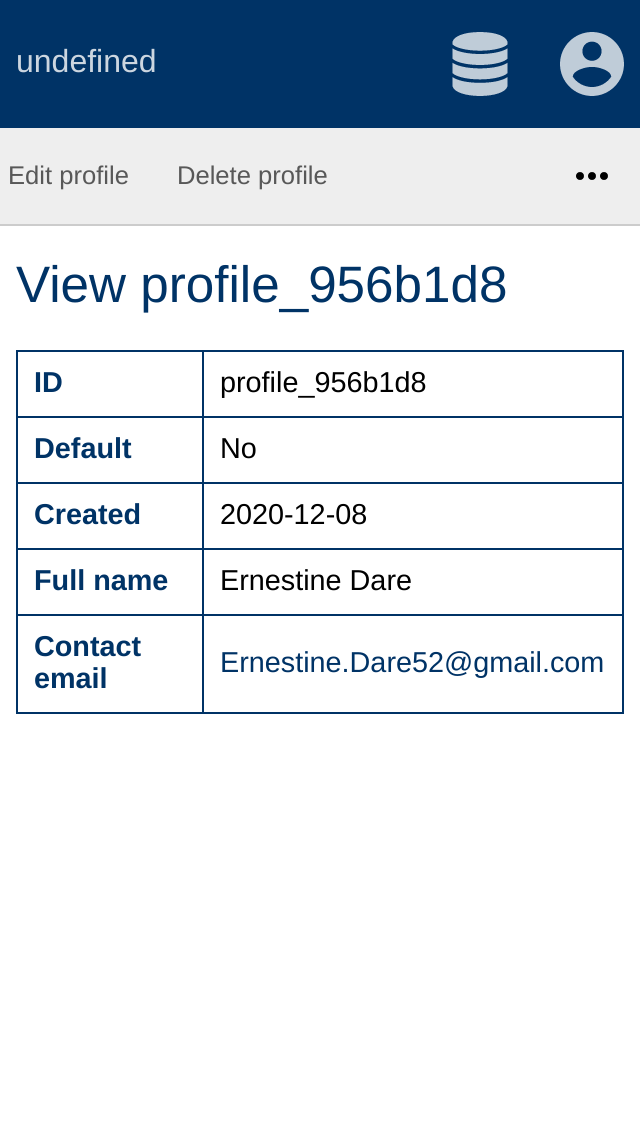 undefined
Edit profile Delete profile
View profile_956b1d8
ID profile_956b1d8
Default No
Created 2020-12-08
Full name Ernestine Dare
Contact email Ernestine.Dare52@gmail.com